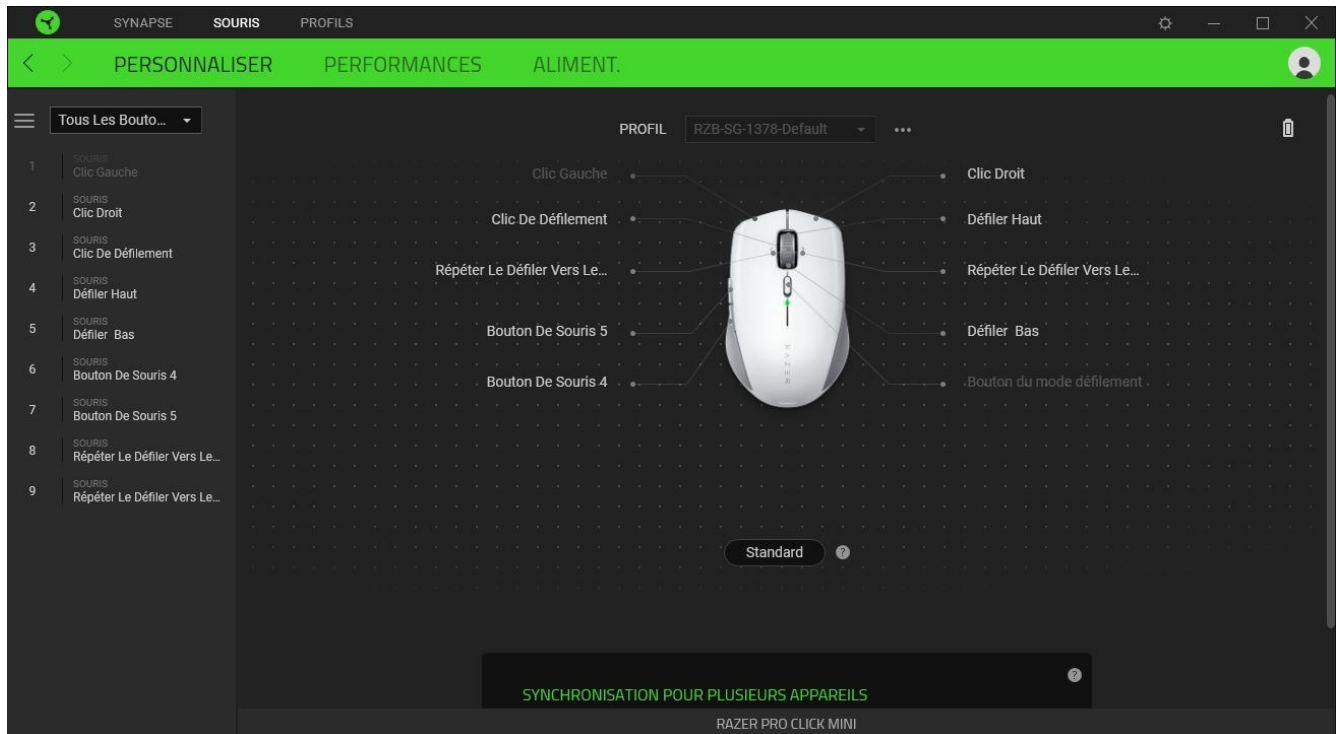 SYNAPSE SOURIS PROFILS
PERSONNALISER PERFORMANCES ALIMENT.
Tous Les Bouto...
PROFIL RZB-SG-1378-Default
1 SOURIS
Clic Gauche
2 SOURIS
Clic Droit
3 SOURIS
Clic De Défilement
4 SOURIS
Défiler Haut
5 SOURIS
Défiler Bas
6 SOURIS
Bouton De Souris 4
7 SOURIS
Bouton De Souris 5
8 SOURIS
Répéter Le Défiler Vers Le...
9 SOURIS
Répéter Le Défiler Vers Le...
Clic Gauche Clic Droit
Clic De Défilement Défiler Haut
Répéter Le Défiler Vers Le... Répéter Le Défiler Vers Le...
Bouton De Souris 5 Défiler Bas
Bouton De Souris 4 Bouton du mode défilement
RAZER
Standard ?
?
SYNCHRONISATION POUR PLUSIEURS APPAREILS
RAZER PRO CLICK MINI